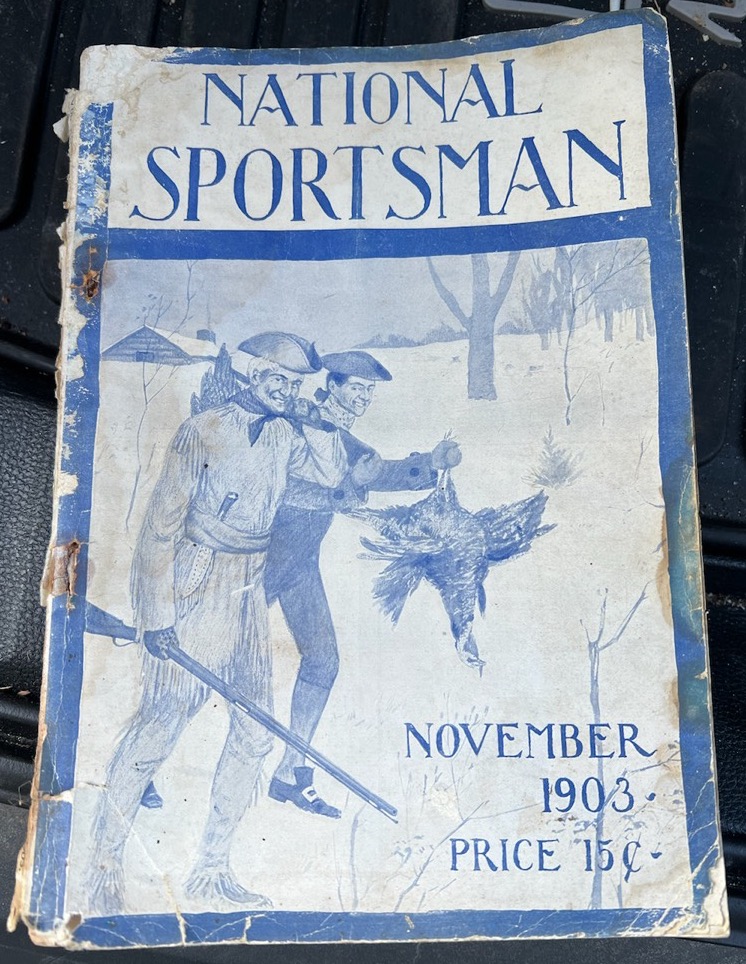 NATIONAL
SPORTSMAN
NOVEMBER
1903.
PRICE 15¢-